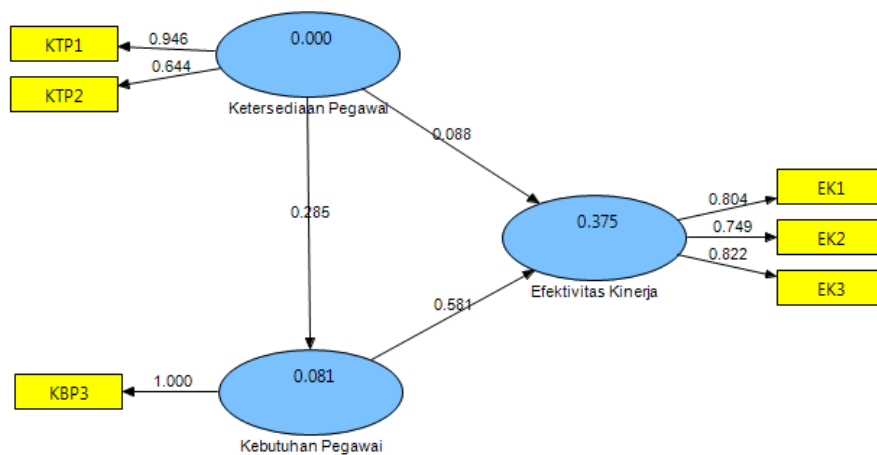 0.000
KTP1
0.946
KTP2
0.644
Ketersediaan Pegawai
0.088
0.285
EK1
0.804
0.375
EK2
0.749
EK3
0.822
Efektivitas Kinerja
0.581
KBP3
1.000
0.081
Kebutuhan Pegawai